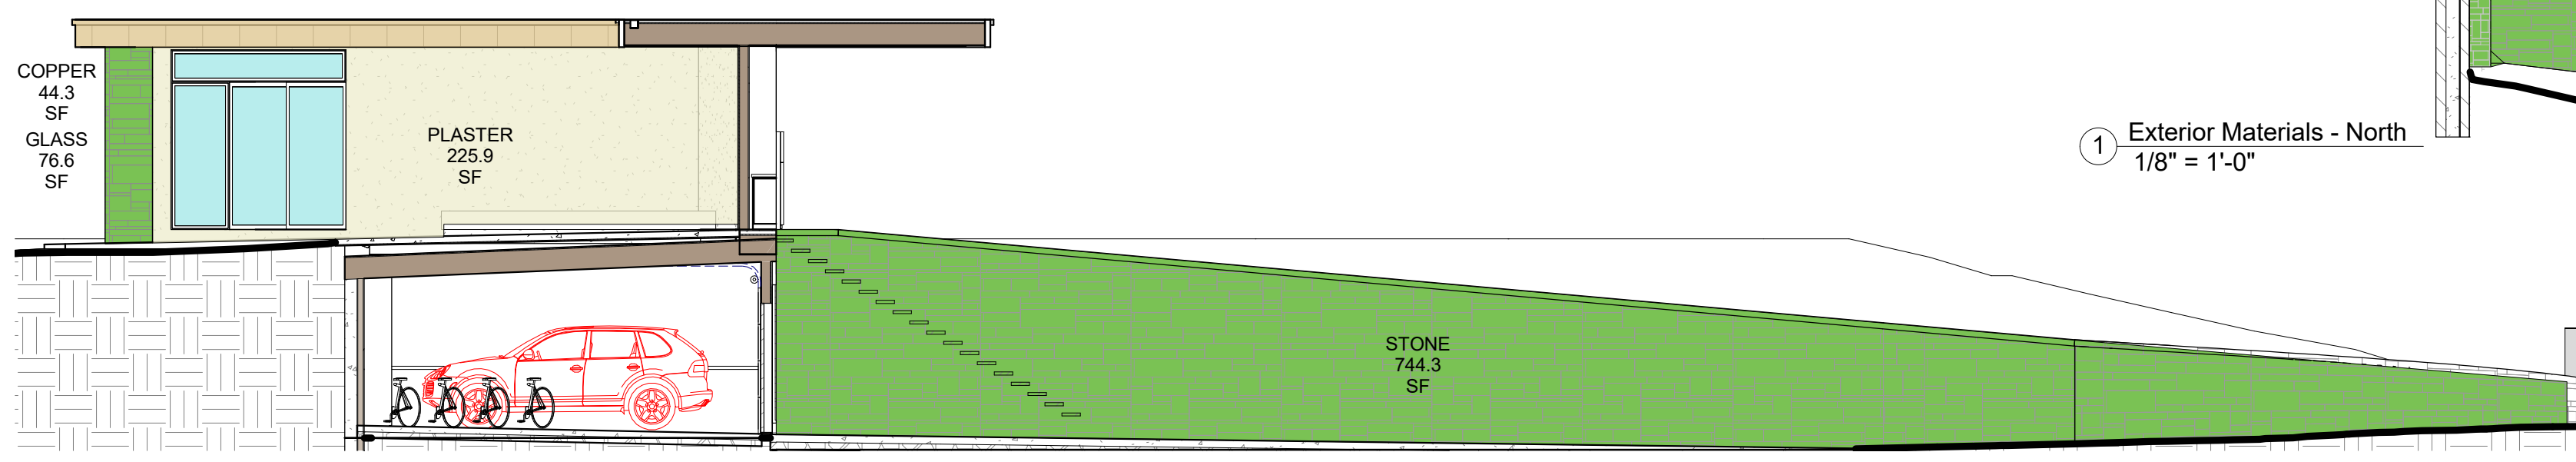 COPPER
44.3
SF
GLASS
76.6
SF
PLASTER
225.9
SF
STONE
744.3
SF
1
Exterior Materials - North
1/8" = 1'-0"